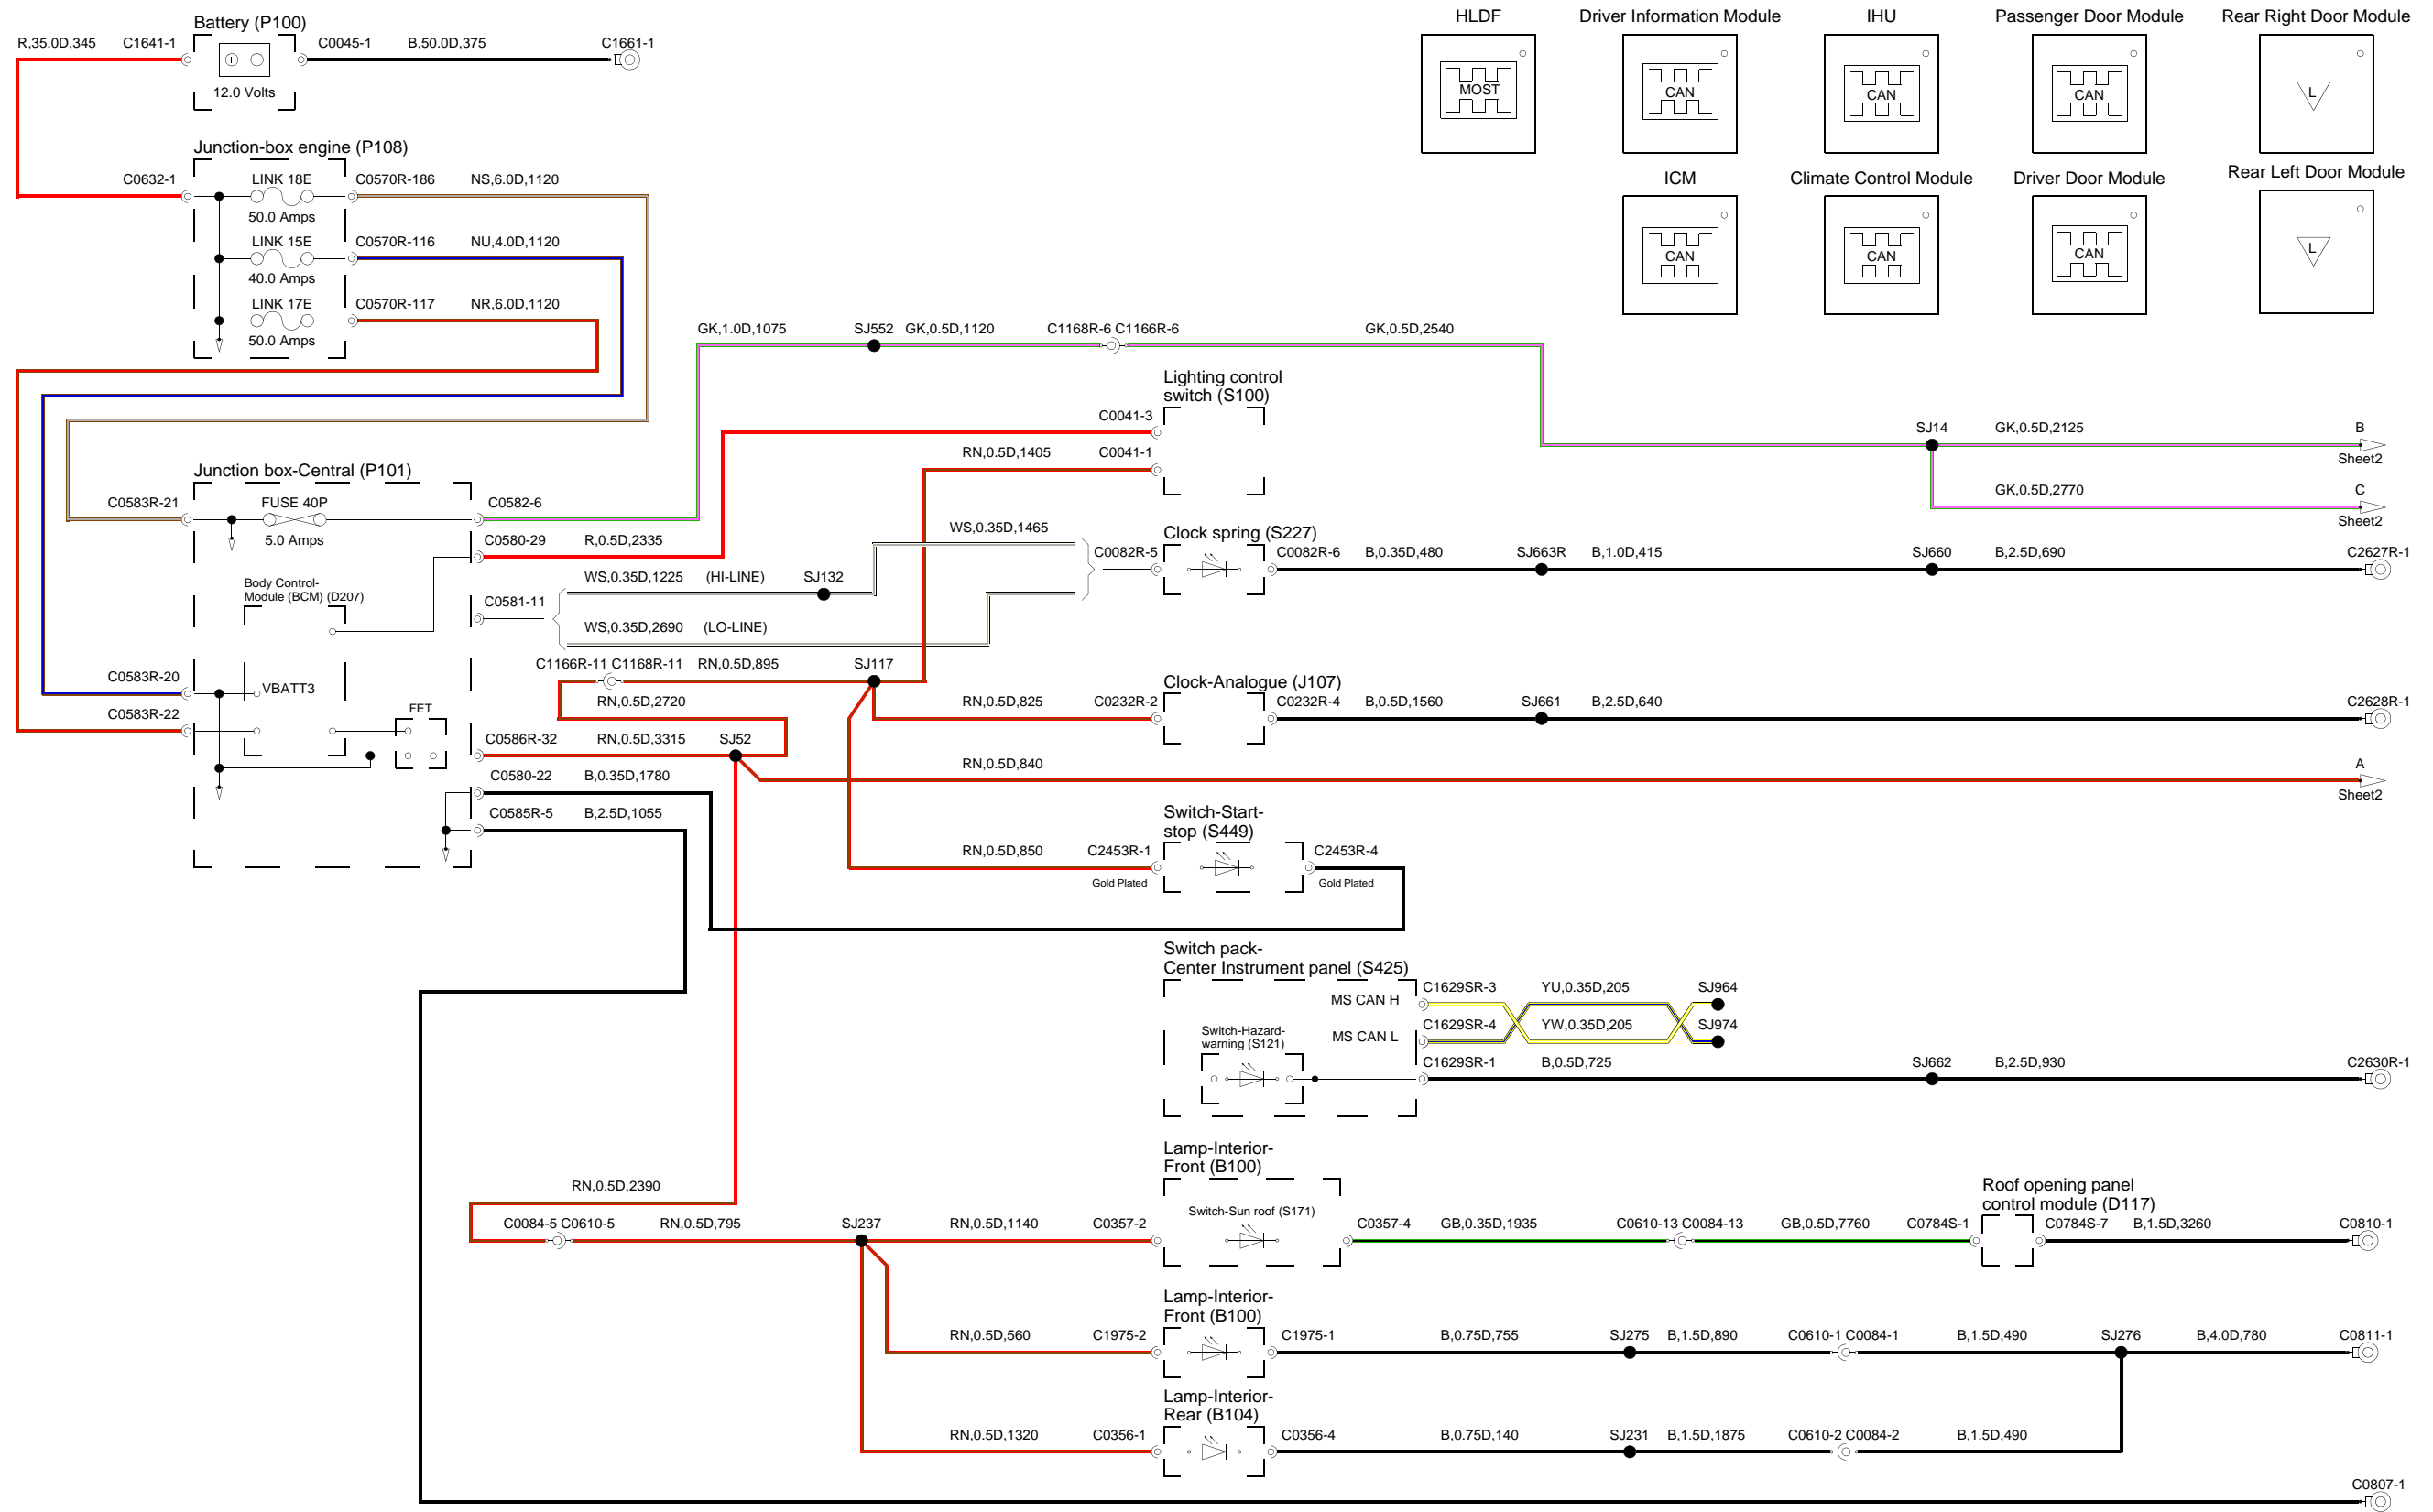 HLDF
Driver Information Module
IHU
Passenger Door Module
Rear Right Door Module
Battery (P100)
R,35.0D,345
C1641-1
C0045-1
B,50.0D,375
C1661-1
12.0 Volts
MOST
CAN
CAN
CAN
L
Junction-box engine (P108)
ICM
Climate Control Module
Driver Door Module
Rear Left Door Module
C0632-1
LINK 18E
C0570R-186
NS,6.0D,1120
50.0 Amps
LINK 15E
C0570R-116
NU,4.0D,1120
40.0 Amps
CAN
CAN
CAN
L
LINK 17E
C0570R-117
NR,6.0D,1120
50.0 Amps
GK,1.0D,1075
SJ552
GK,0.5D,1120
C1168R-6 C1166R-6
GK,0.5D,2540
Lighting control
switch (S100)
C0041-3
RN,0.5D,1405
C0041-1
SJ14
GK,0.5D,2125
B
Sheet2
GK,0.5D,2770
C
Sheet2
Junction box-Central (P101)
C0583R-21
FUSE 40P
C0582-6
5.0 Amps
C0580-29
R,0.5D,2335
WS,0.35D,1465
Clock spring (S227)
C0082R-5
C0082R-6
B,0.35D,480
SJ663R
B,1.0D,415
SJ660
B,2.5D,690
C2627R-1
Body Control-
Module (BCM) (D207)
WS,0.35D,1225
(HI-LINE)
SJ132
C0581-11
WS,0.35D,2690
(LO-LINE)
C1166R-11 C1168R-11
RN,0.5D,895
SJ117
C0583R-20
VBATT3
RN,0.5D,2720
Clock-Analogue (J107)
RN,0.5D,825
C0232R-2
C0232R-4
B,0.5D,1560
SJ661
B,2.5D,640
C2628R-1
C0583R-22
FET
C0586R-32
RN,0.5D,3315
SJ52
RN,0.5D,840
A
Sheet2
C0580-22
B,0.35D,1780
C0585R-5
B,2.5D,1055
Switch-Start-
stop (S449)
RN,0.5D,850
C2453R-1
C2453R-4
Gold Plated
Gold Plated
Switch pack-
Center Instrument panel (S425)
MS CAN H
C1629SR-3
YU,0.35D,205
SJ964
MS CAN L
C1629SR-4
YW,0.35D,205
SJ974
Switch-Hazard-
warning (S121)
C1629SR-1
B,0.5D,725
SJ662
B,2.5D,930
C2630R-1
Lamp-Interior-
Front (B100)
RN,0.5D,2390
Switch-Sun roof (S171)
Roof opening panel
control module (D117)
C0084-5 C0610-5
RN,0.5D,795
SJ237
RN,0.5D,1140
C0357-2
C0357-4
GB,0.35D,1935
C0610-13 C0084-13
GB,0.5D,7760
C0784S-1
C0784S-7
B,1.5D,3260
C0810-1
Lamp-Interior-
Front (B100)
RN,0.5D,560
C1975-2
C1975-1
B,0.75D,755
SJ275
B,1.5D,890
C0610-1 C0084-1
B,1.5D,490
SJ276
B,4.0D,780
C0811-1
Lamp-Interior-
Rear (B104)
RN,0.5D,1320
C0356-1
C0356-4
B,0.75D,140
SJ231
B,1.5D,1875
C0610-2 C0084-2
B,1.5D,490
C0807-1